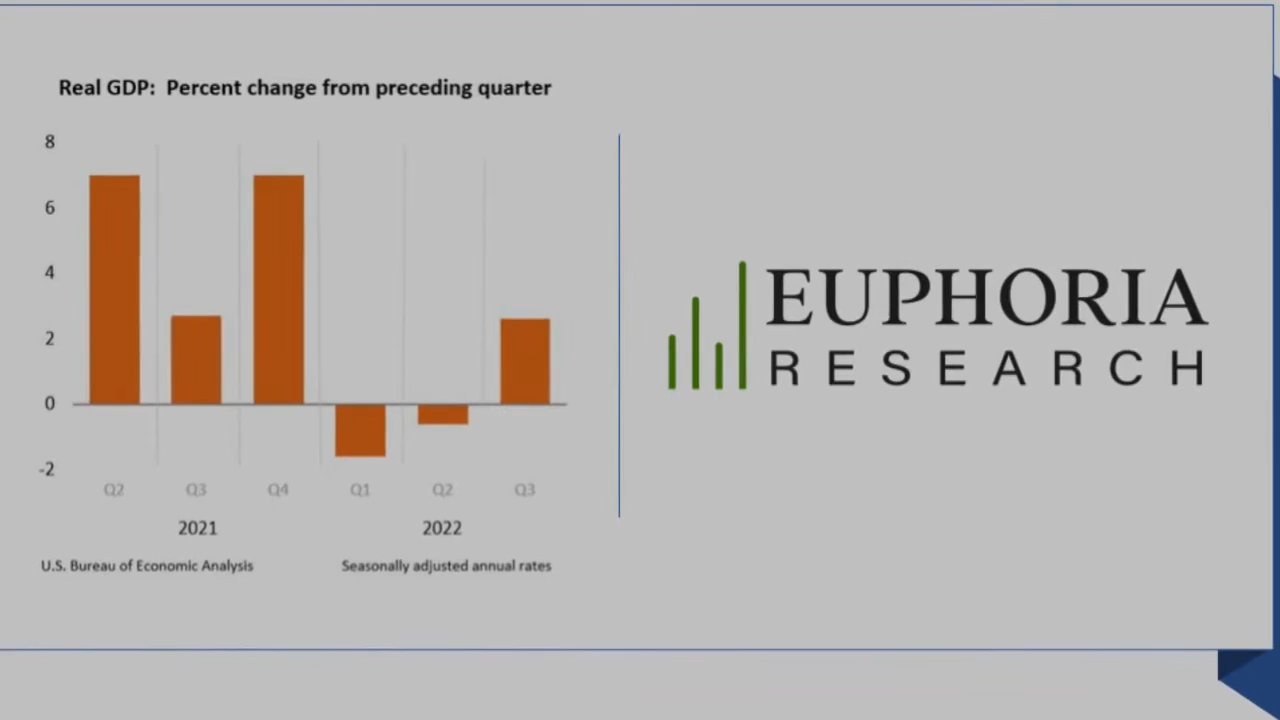 Real GDP: Percent change from preceding quarter
8
6
4
2
0
-2
Q2 Q3 Q4 Q1 Q2 Q3
2021 2022
U.S. Bureau of Economic Analysis Seasonally adjusted annual rates
EUPHORIA
RESEARCH